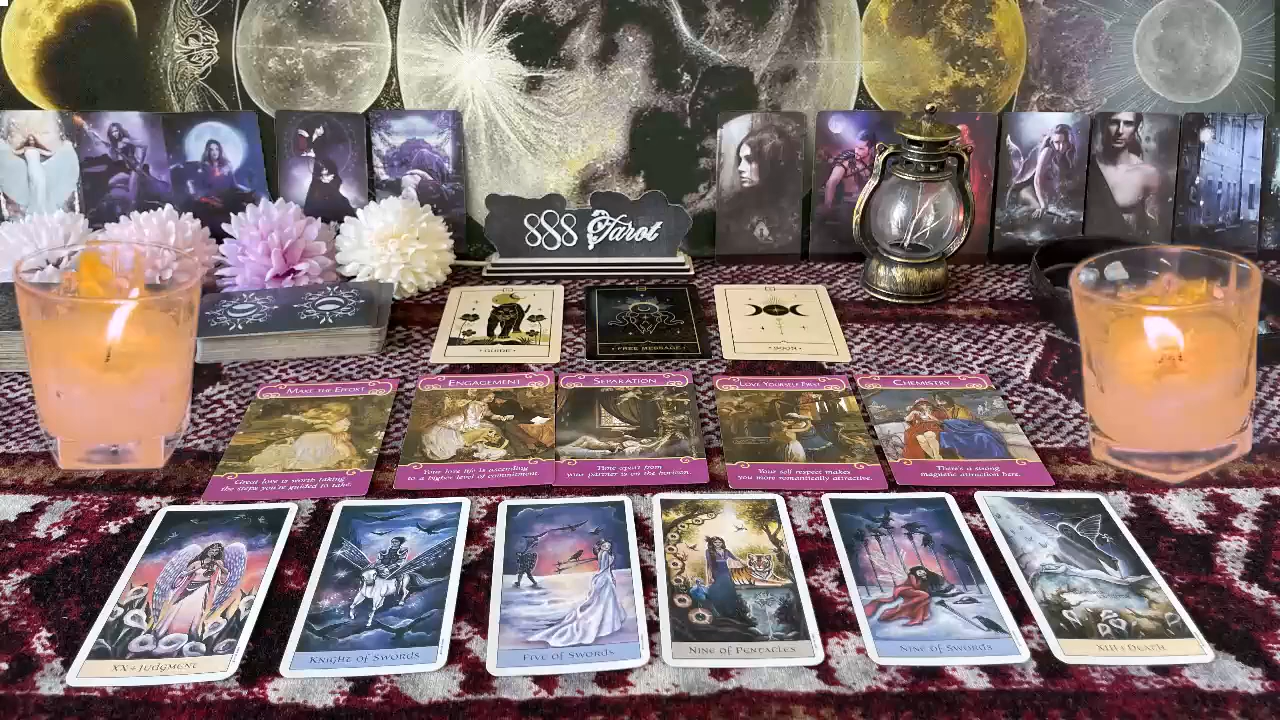 888 Tarot
• GUIDE •
• FREE MESSAGE •
• SOON •
Make the Effort
Great love is worth taking
the steps you're guided to take.
Engagement
Your love life is ascending
to a higher level of commitment.
Separation
Time apart from
your partner is on the horizon.
Love Yourself First
Your self respect makes
you more romantically attractive.
Chemistry
There's a strong
magnetic attraction here.
XX • Judgment
Knight of Swords
Five of Swords
Nine of Pentacles
Nine of Swords
XIII • Death